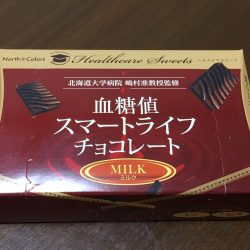 North Colors
Healthcare Sweets
ヘルスケアスイーツ
北海道大学病院 嶋村准教授監修
血糖値
スマートライフ
チョコレート
MILK
ミルク